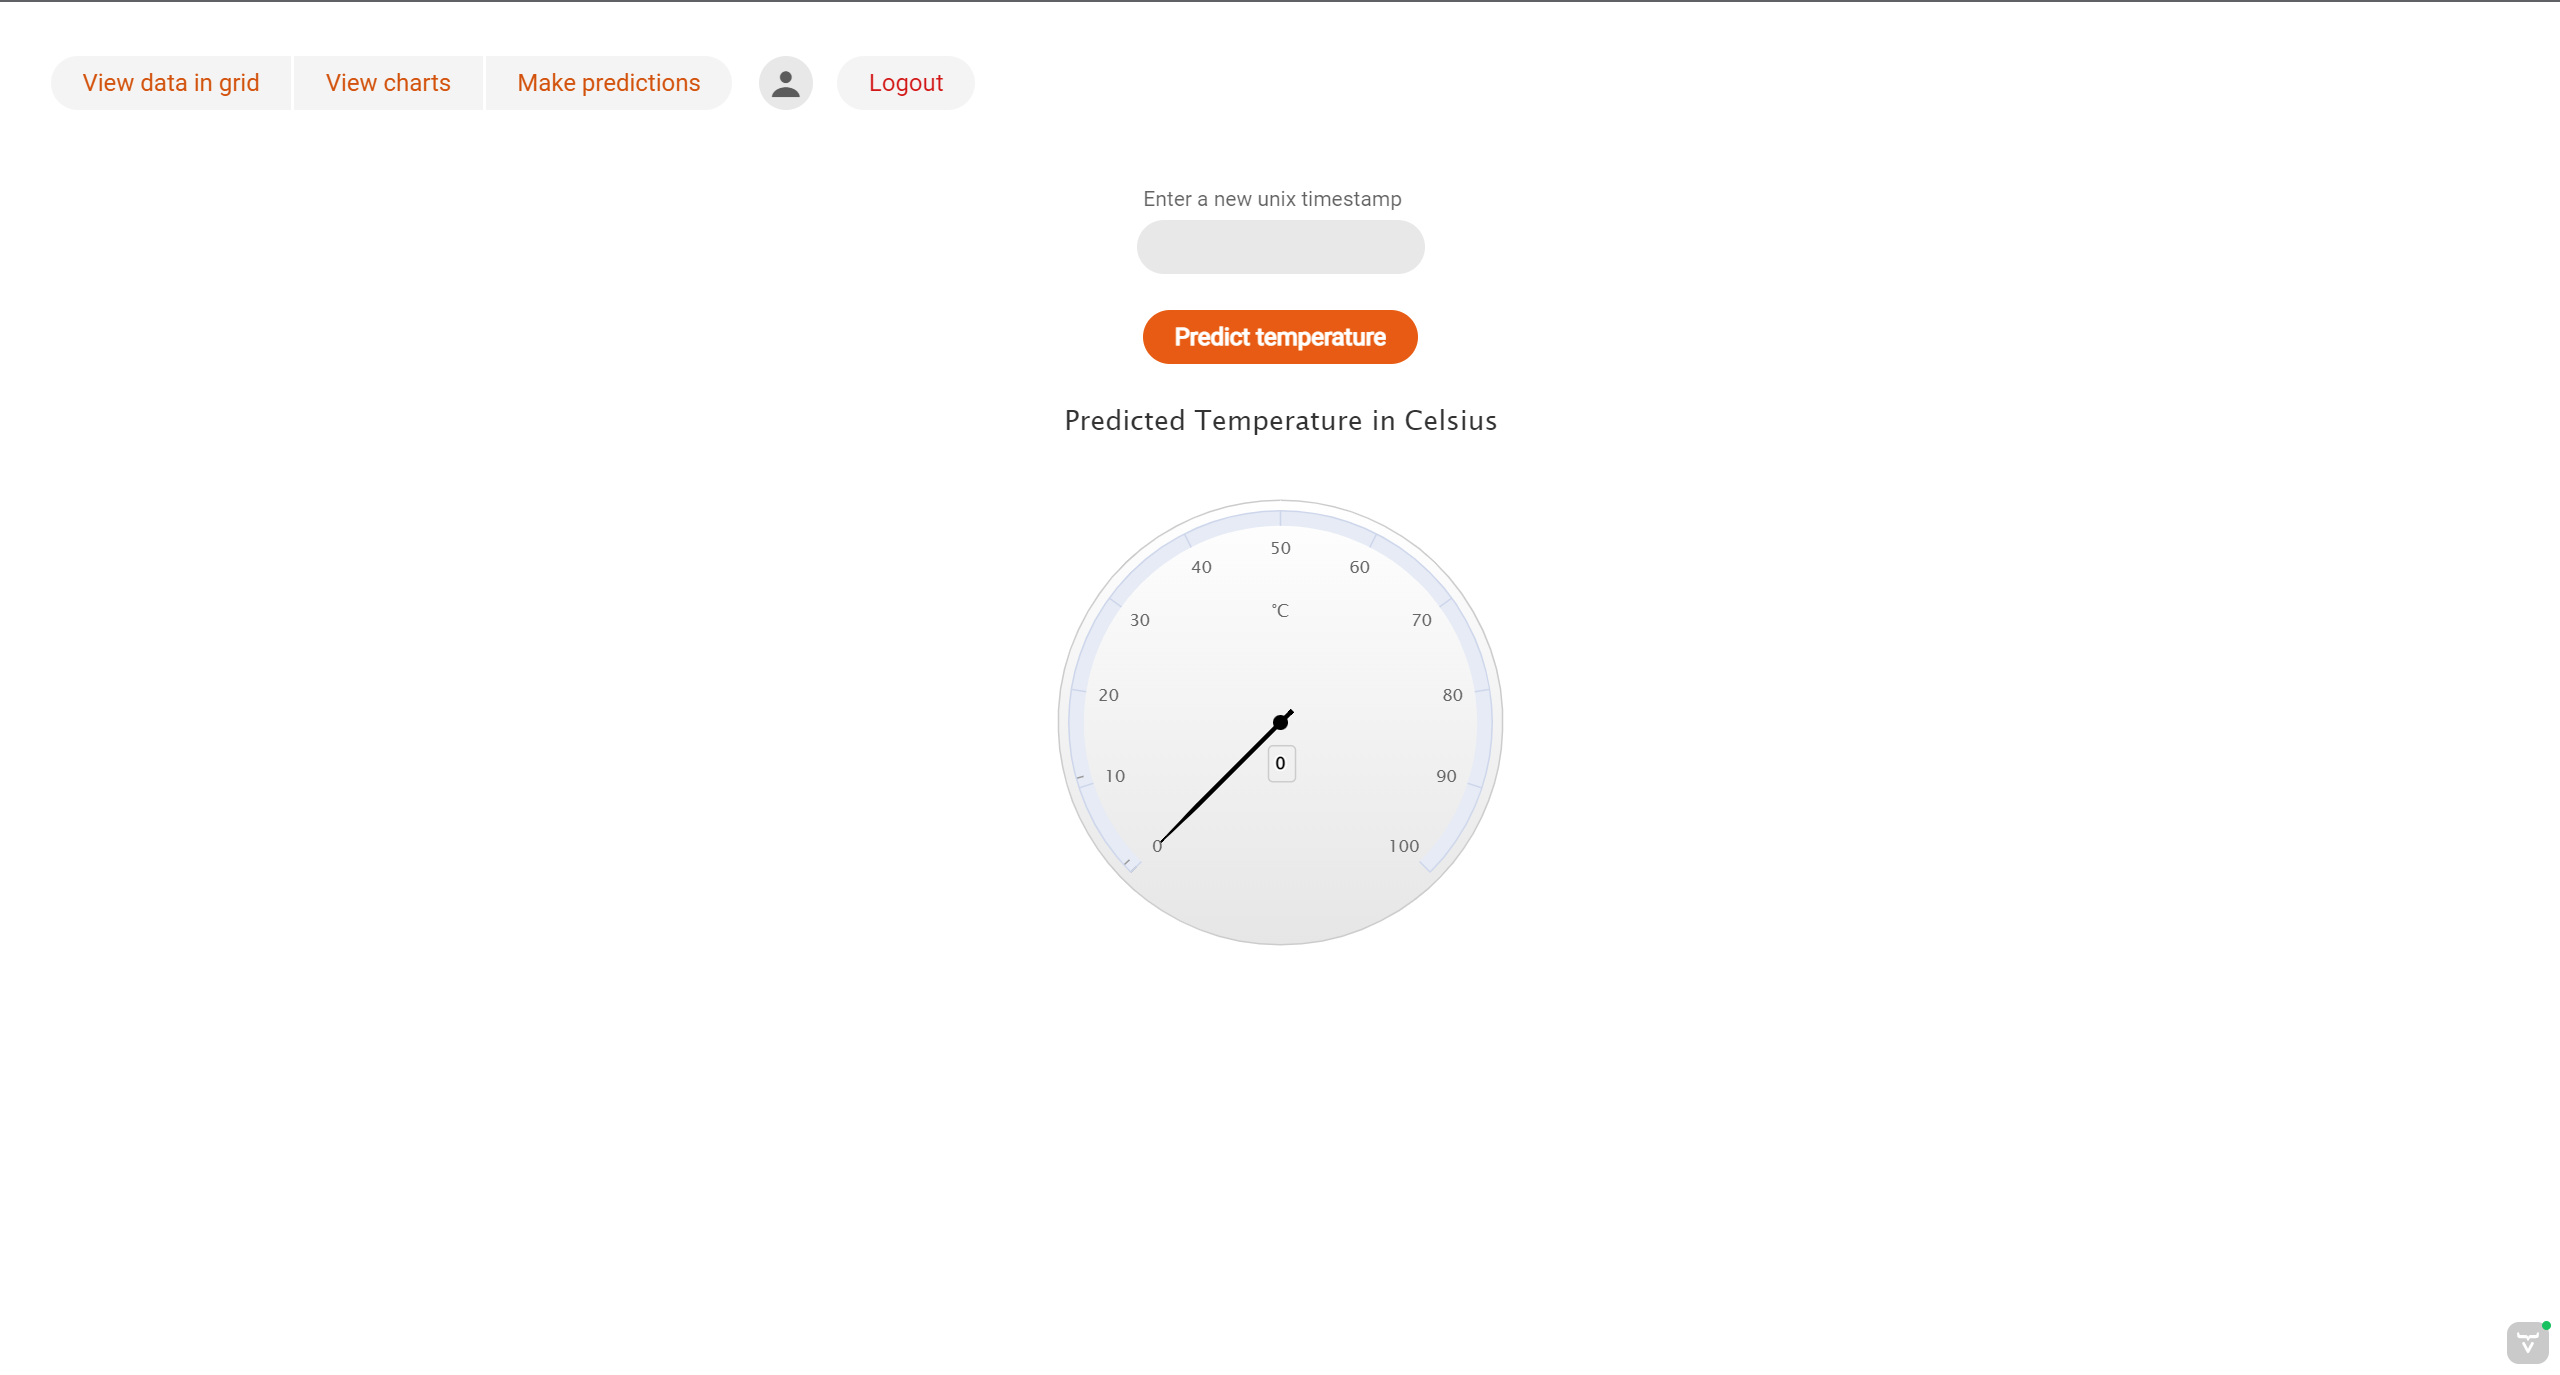 View data in grid View charts Make predictions Logout
Enter a new unix timestamp
Predict temperature
Predicted Temperature in Celsius
50
40 60
°C
30 70
20 80
0
10 90
0 100